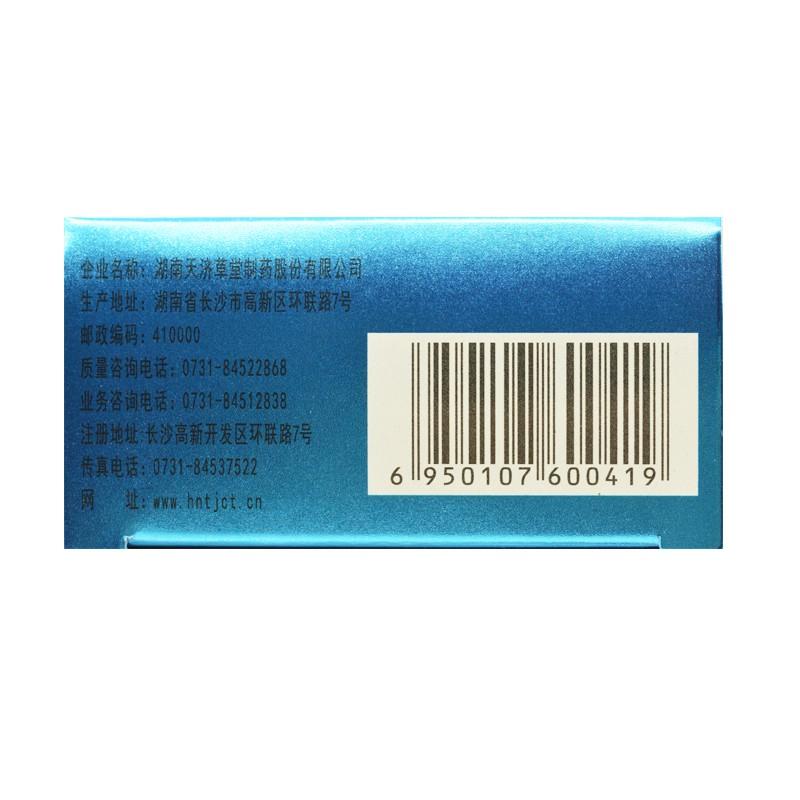 企业名称：湖南天济草堂制药股份有限公司
生产地址：湖南省长沙市高新区环联路7号
邮政编码：410000
质量咨询电话：0731-84522868
业务咨询电话：0731-84512838
注册地址:长沙高新开发区环联路7号
传真电话：0731-84537522
网　　址：www.hntjct.cn
6 950107 600419